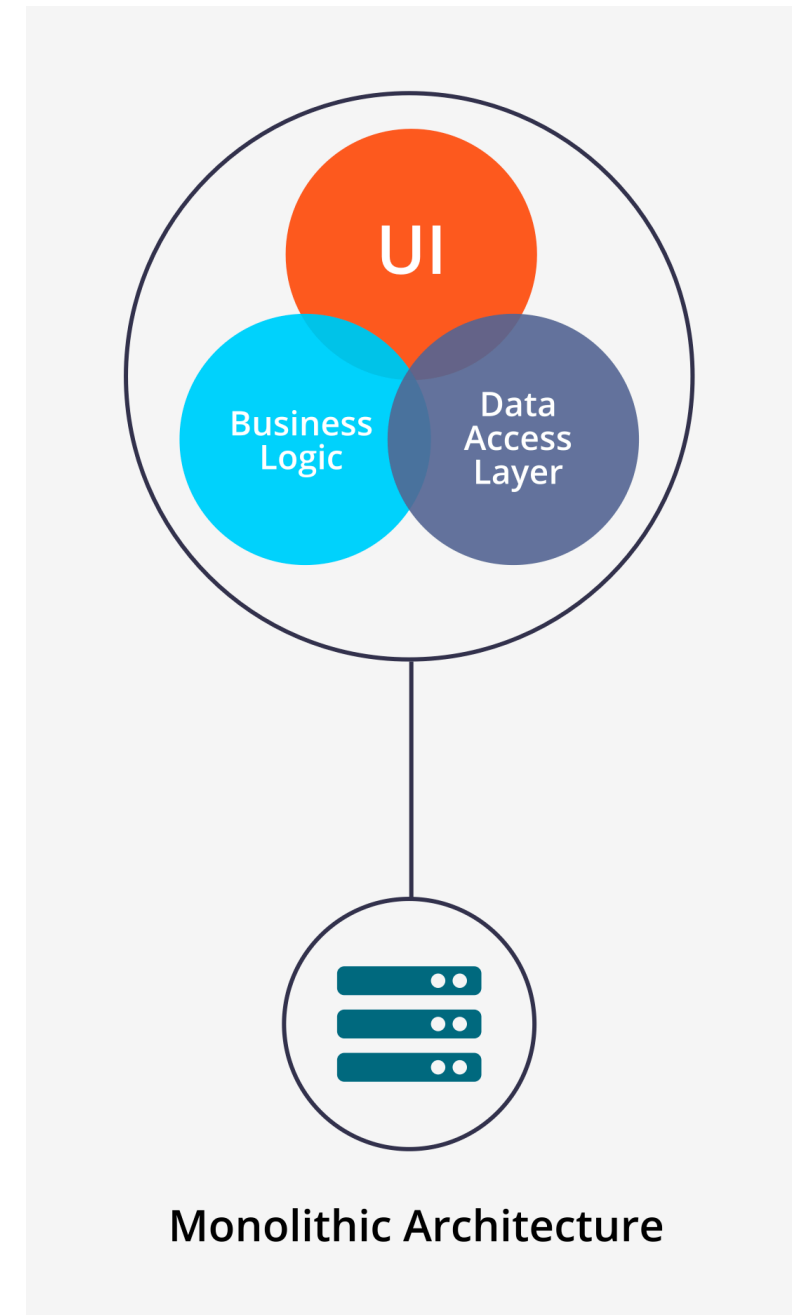 UI
Business
Logic
Data
Access
Layer
Monolithic Architecture